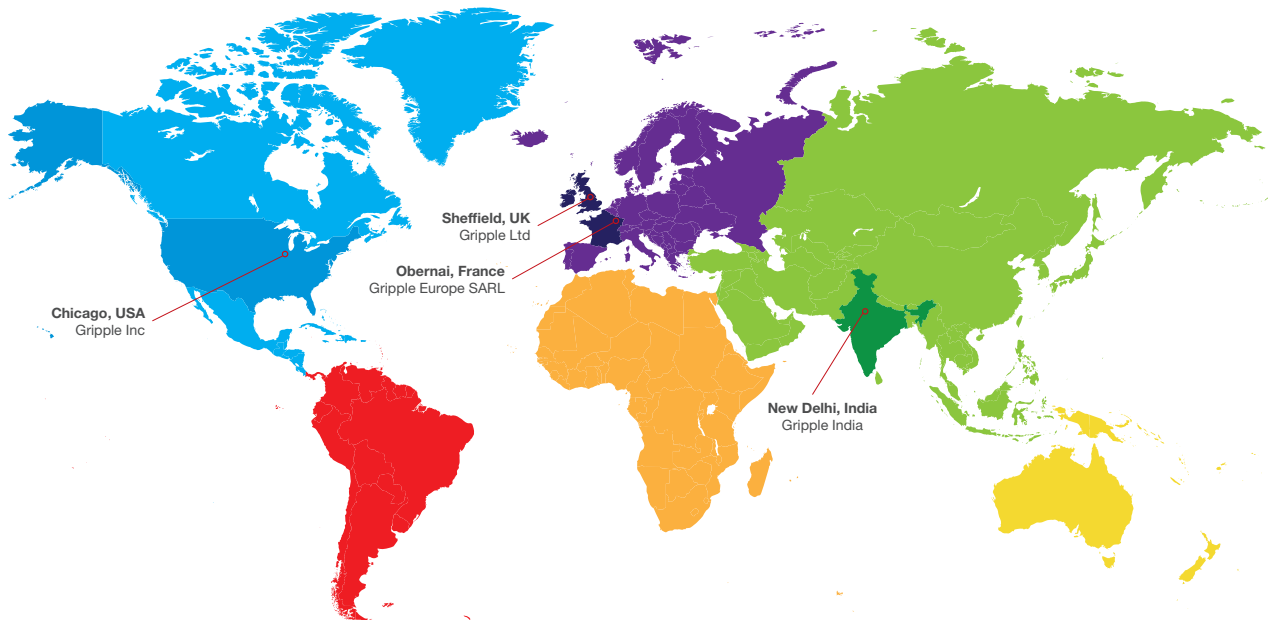 Sheffield, UK
Gripple Ltd
Obernai, France
Gripple Europe SARL
Chicago, USA
Gripple Inc
New Delhi, India
Gripple India